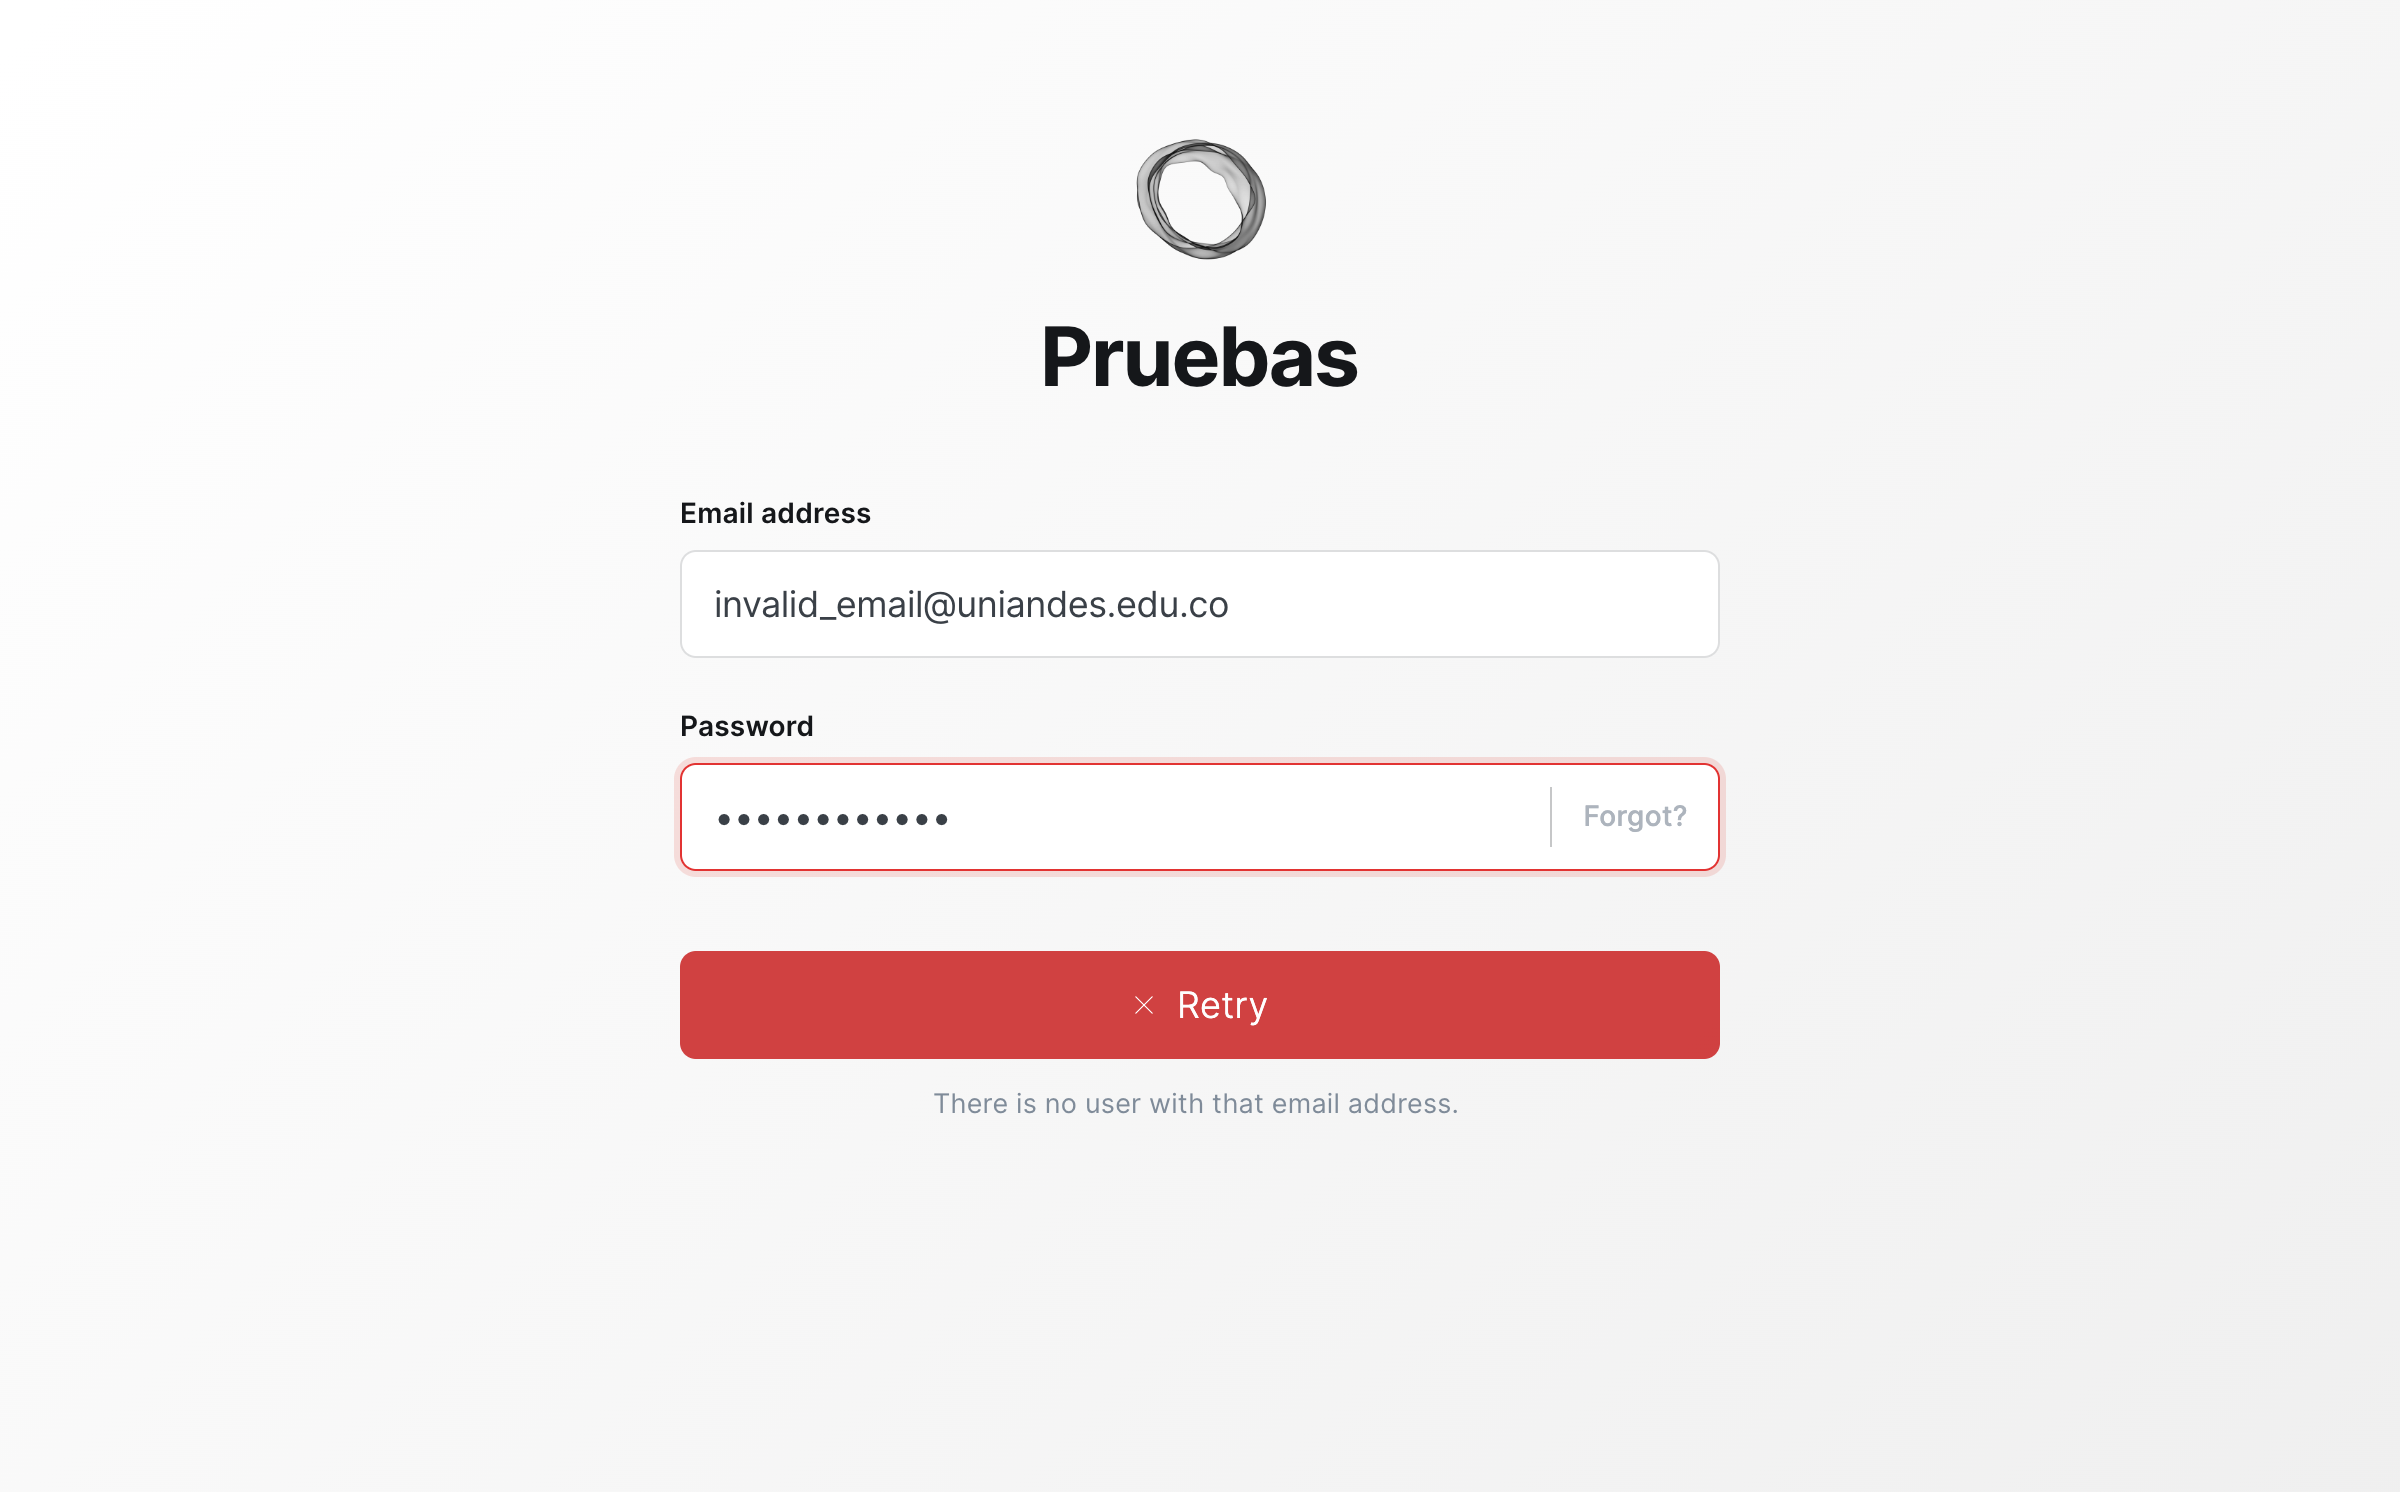 Pruebas
Email address
invalid_email@uniandes.edu.co
Password
••••••••••••
Forgot?
Retry
There is no user with that email address.